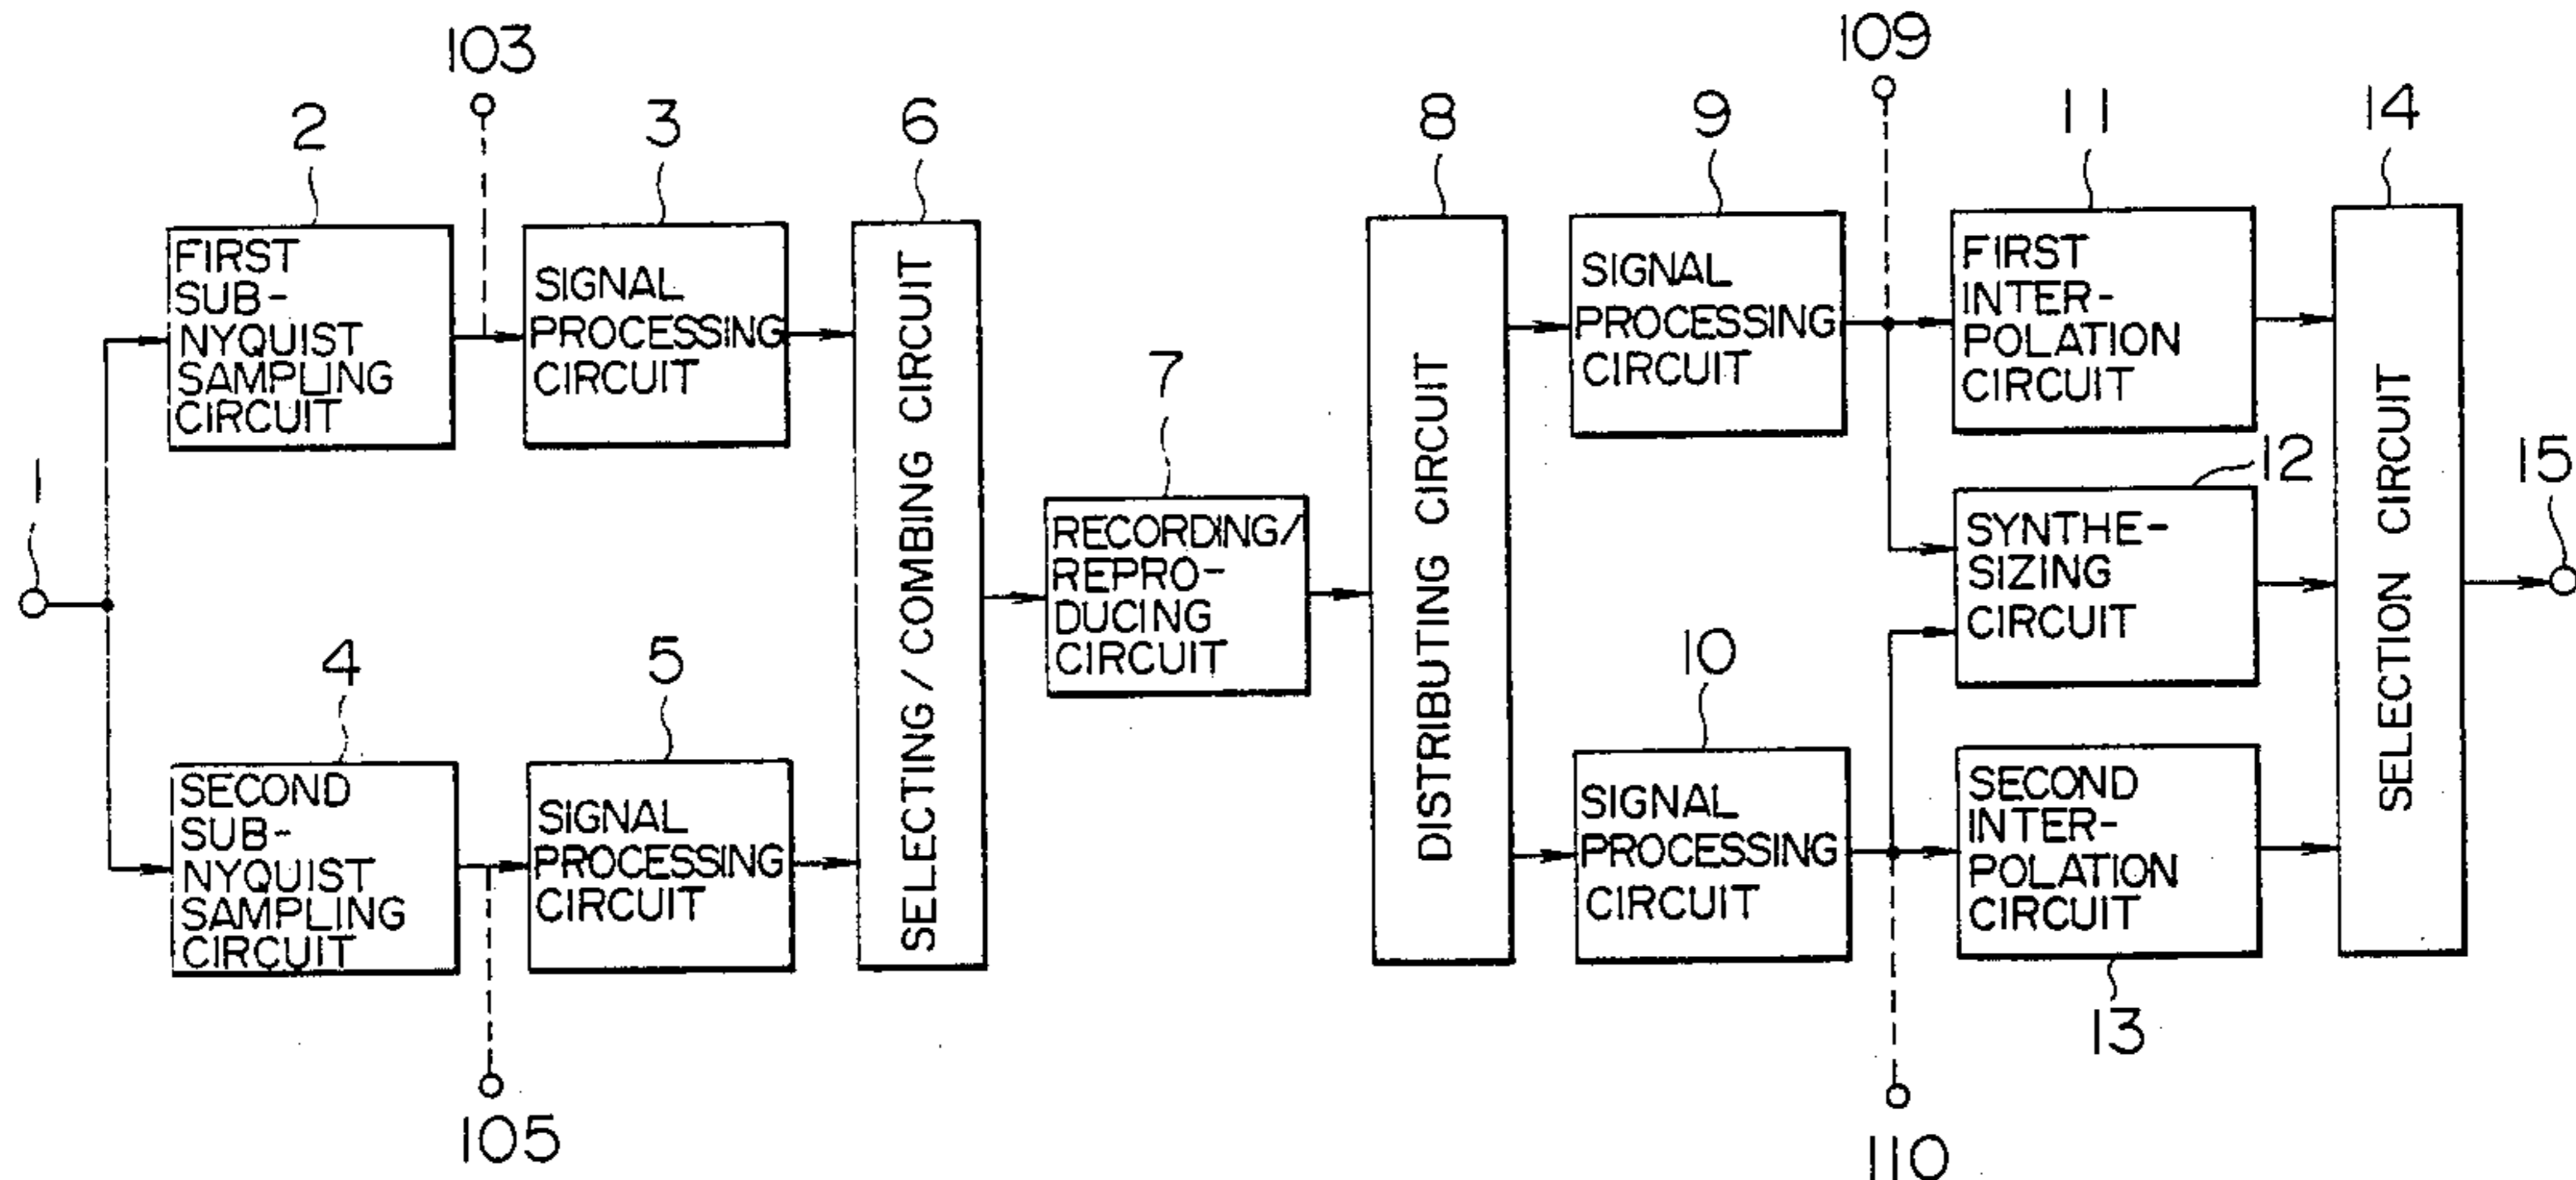 103
109
2
3
6
8
9
11
14
FIRST
SUB-
NYQUIST
SAMPLING
CIRCUIT
SIGNAL
PROCESSING
CIRCUIT
SELECTING/COMBING CIRCUIT
DISTRIBUTING CIRCUIT
SIGNAL
PROCESSING
CIRCUIT
FIRST
INTER-
POLATION
CIRCUIT
SELECTION CIRCUIT
1
7
12
15
RECORDING/
REPRO-
DUCING
CIRCUIT
SYNTHE-
SIZING
CIRCUIT
4
5
10
SECOND
SUB-
NYQUIST
SAMPLING
CIRCUIT
SIGNAL
PROCESSING
CIRCUIT
SIGNAL
PROCESSING
CIRCUIT
SECOND
INTER-
POLATION
CIRCUIT
13
105
110